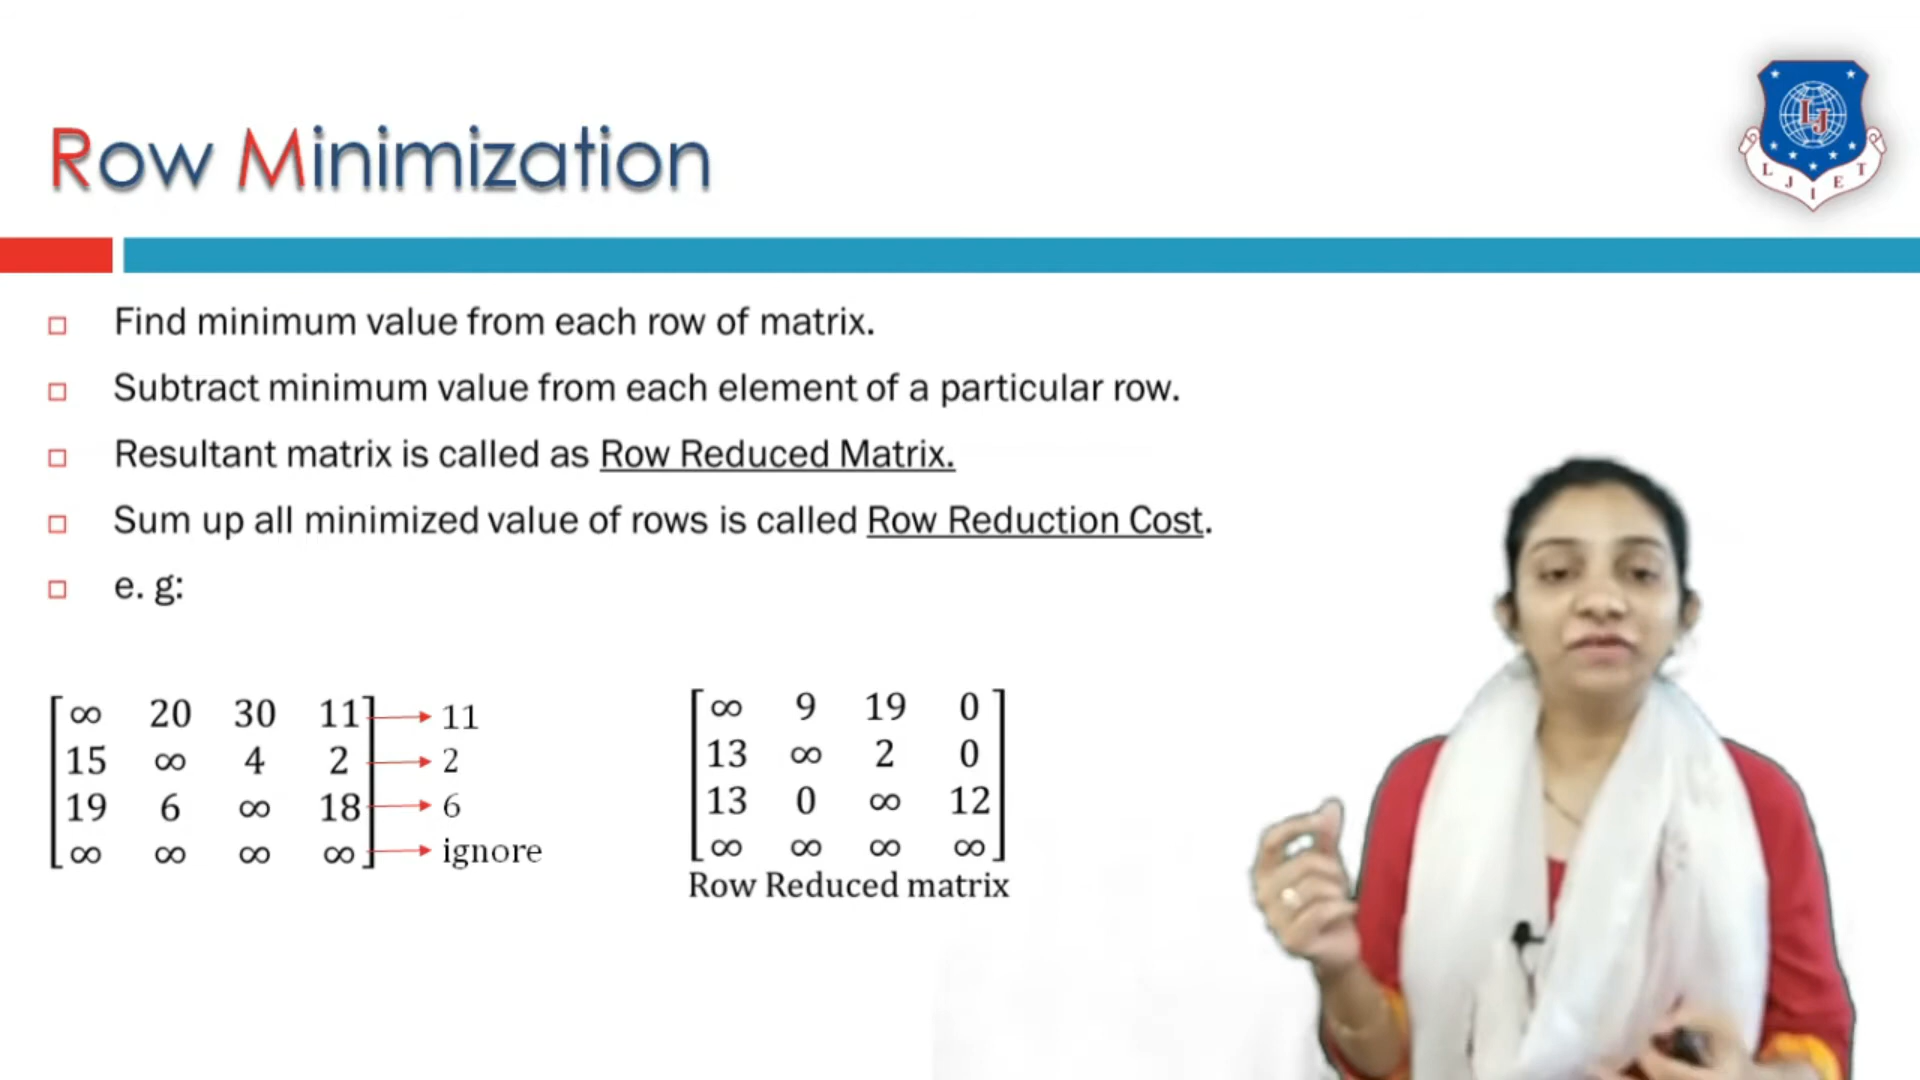 Row Minimization
LJ
L J I E T
Find minimum value from each row of matrix.
Subtract minimum value from each element of a particular row.
Resultant matrix is called as Row Reduced Matrix.
Sum up all minimized value of rows is called Row Reduction Cost.
e. g:
∞ 20 30 11 → 11
15 ∞ 4 2 → 2
19 6 ∞ 18 → 6
∞ ∞ ∞ ∞ → ignore
∞ 9 19 0
13 ∞ 2 0
13 0 ∞ 12
∞ ∞ ∞ ∞
Row Reduced matrix